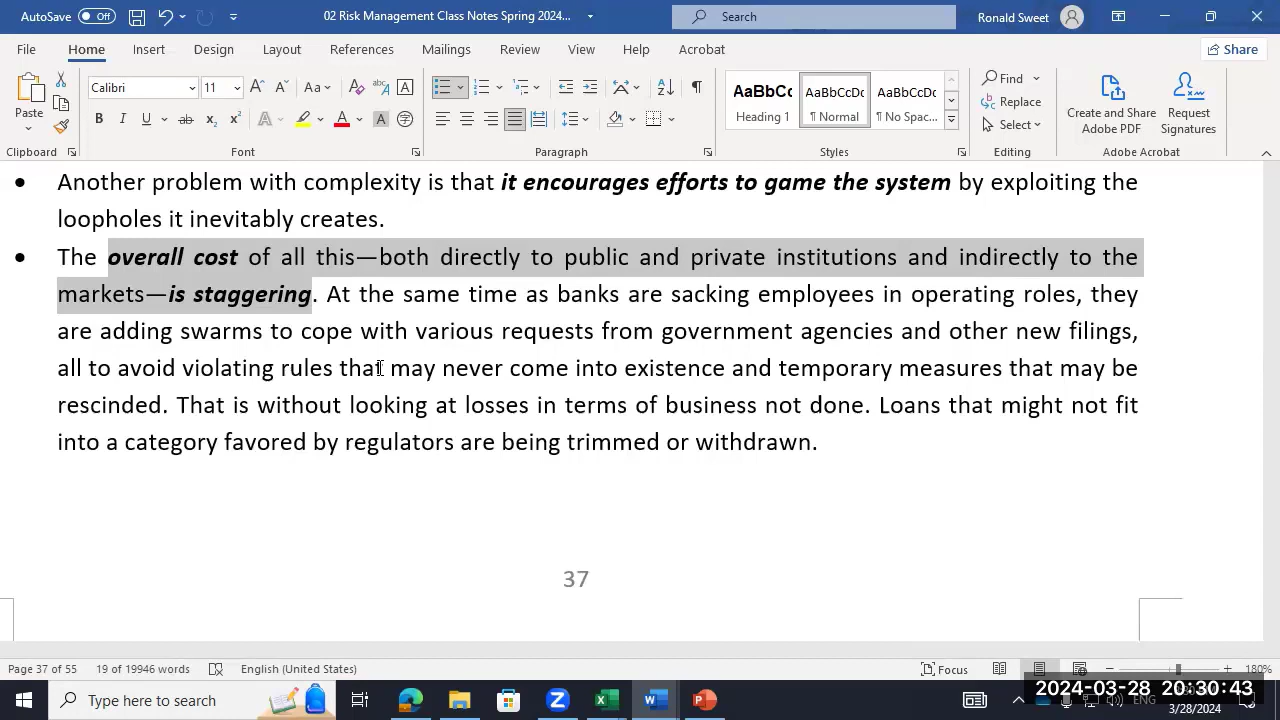 AutoSave Off 02 Risk Management Class Notes Spring 2024... Search Ronald Sweet
File Home Insert Design Layout References Mailings Review View Help Acrobat Share
Paste Calibri 11 Aa A A
B I U ab x₂ x² A A A
AaBbCc AaBbCcDc AaBbCcDc
Heading 1 ¶ Normal ¶ No Spac...
Find
Replace
Select
Create and Share Adobe PDF
Request Signatures
Clipboard Font Paragraph Styles Editing Adobe Acrobat
• Another problem with complexity is that it encourages efforts to game the system by exploiting the
loopholes it inevitably creates.
• The overall cost of all this—both directly to public and private institutions and indirectly to the
markets—is staggering. At the same time as banks are sacking employees in operating roles, they
are adding swarms to cope with various requests from government agencies and other new filings,
all to avoid violating rules that may never come into existence and temporary measures that may be
rescinded. That is without looking at losses in terms of business not done. Loans that might not fit
into a category favored by regulators are being trimmed or withdrawn.
37
Page 37 of 55 19 of 19946 words English (United States) Focus 180%
Type here to search
ENG
2024-03-28 20:30:43
3/28/2024